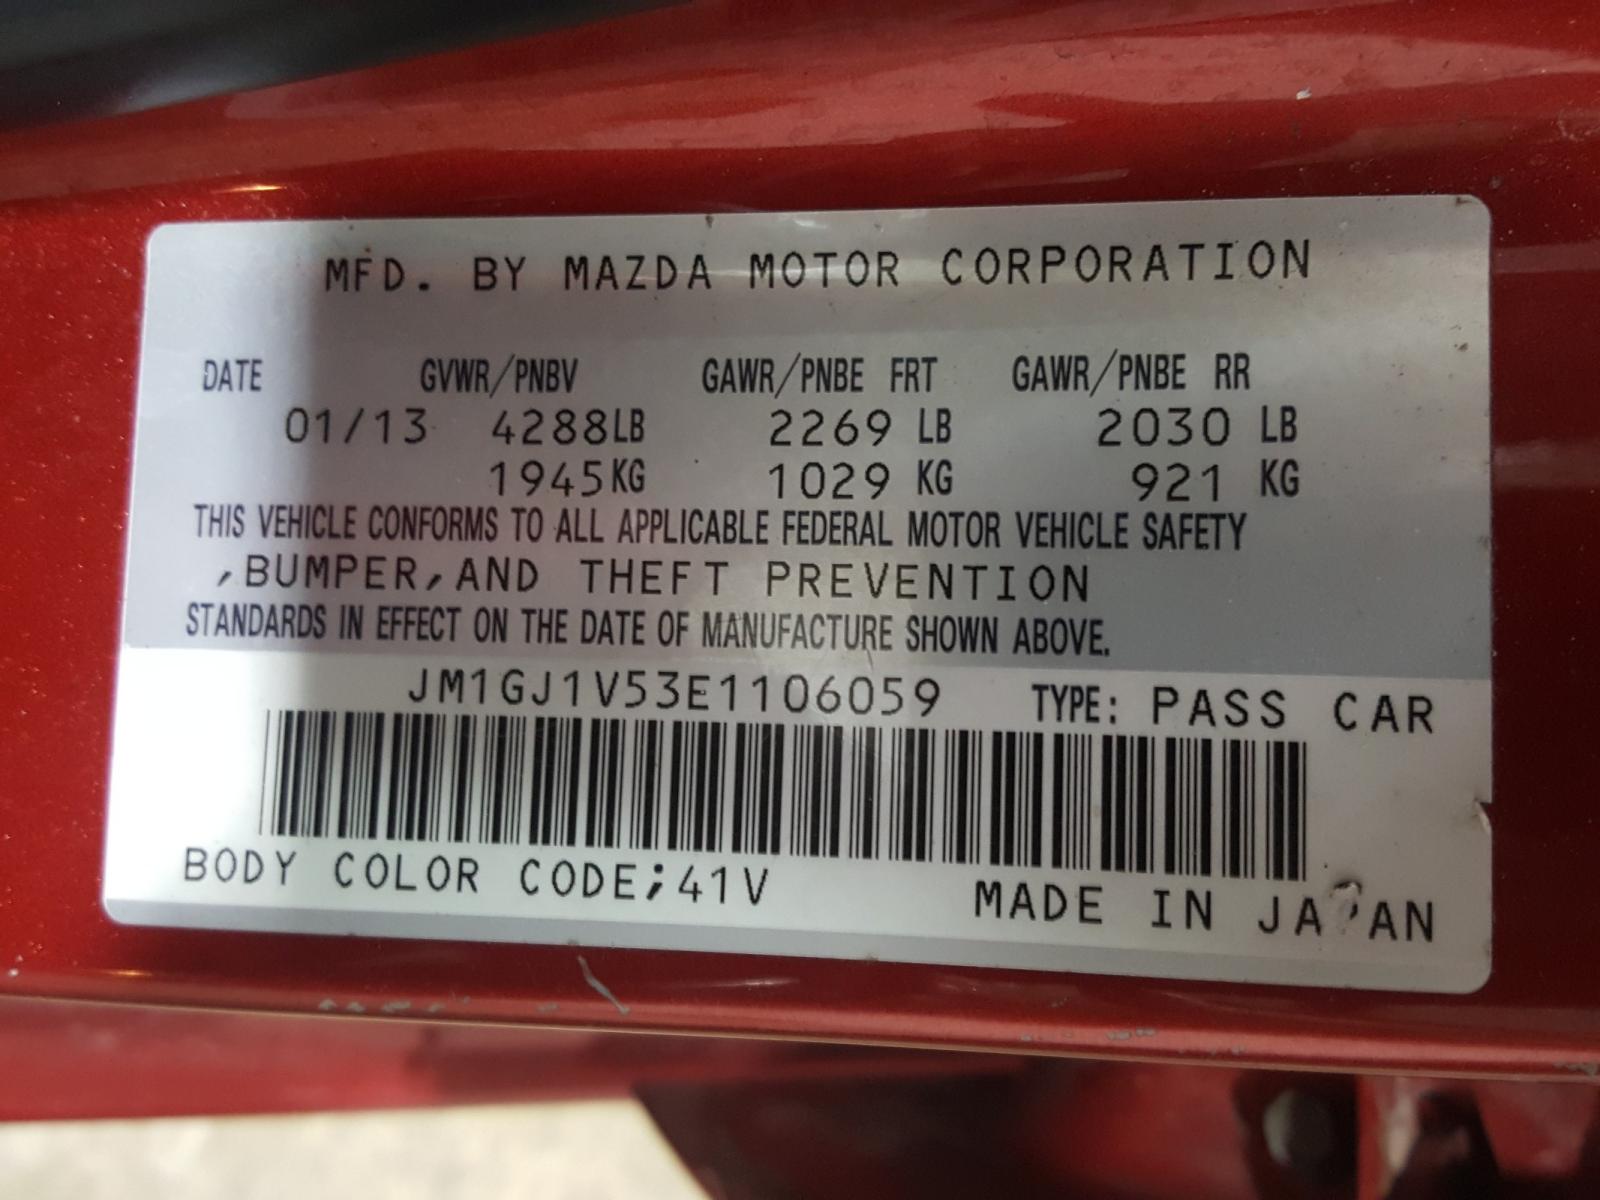 MFD. BY MAZDA MOTOR CORPORATION
DATE GVWR/PNBV GAWR/PNBE FRT GAWR/PNBE RR
01/13 4288LB 2269 LB 2030 LB
1945KG 1029 KG 921 KG
THIS VEHICLE CONFORMS TO ALL APPLICABLE FEDERAL MOTOR VEHICLE SAFETY
,BUMPER,AND THEFT PREVENTION
STANDARDS IN EFFECT ON THE DATE OF MANUFACTURE SHOWN ABOVE.
JM1GJ1V53E1106059 TYPE: PASS CAR
BODY COLOR CODE;41V MADE IN JAPAN